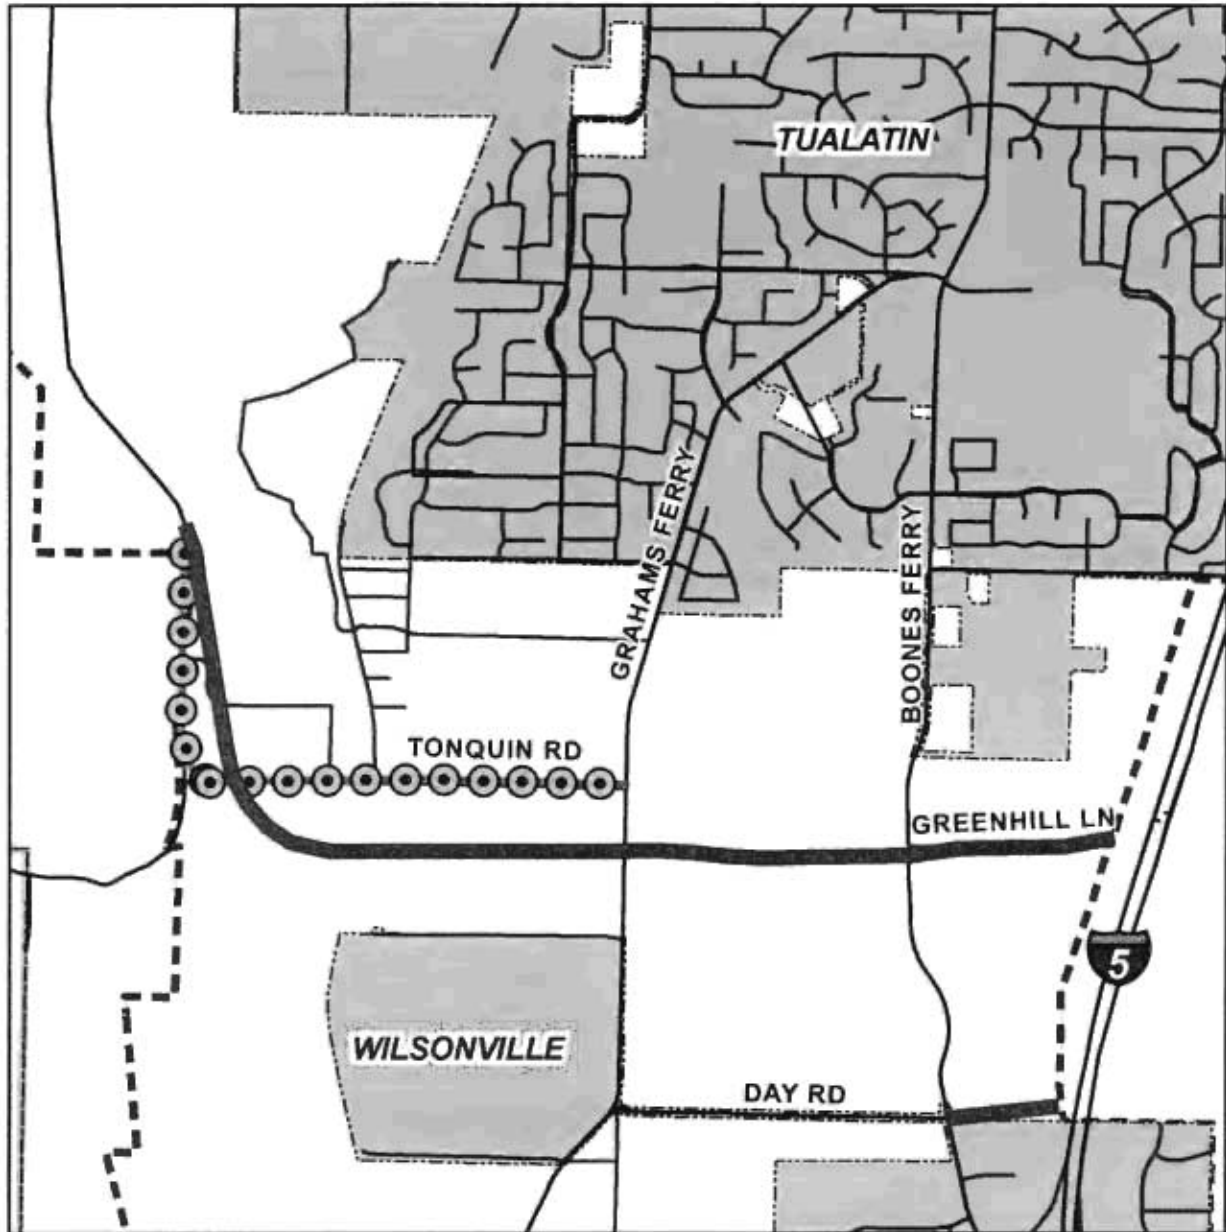 TUALATIN
GRAHAMS FERRY
BOONES FERRY
TONQUIN RD
GREENHILL LN
5
WILSONVILLE
DAY RD